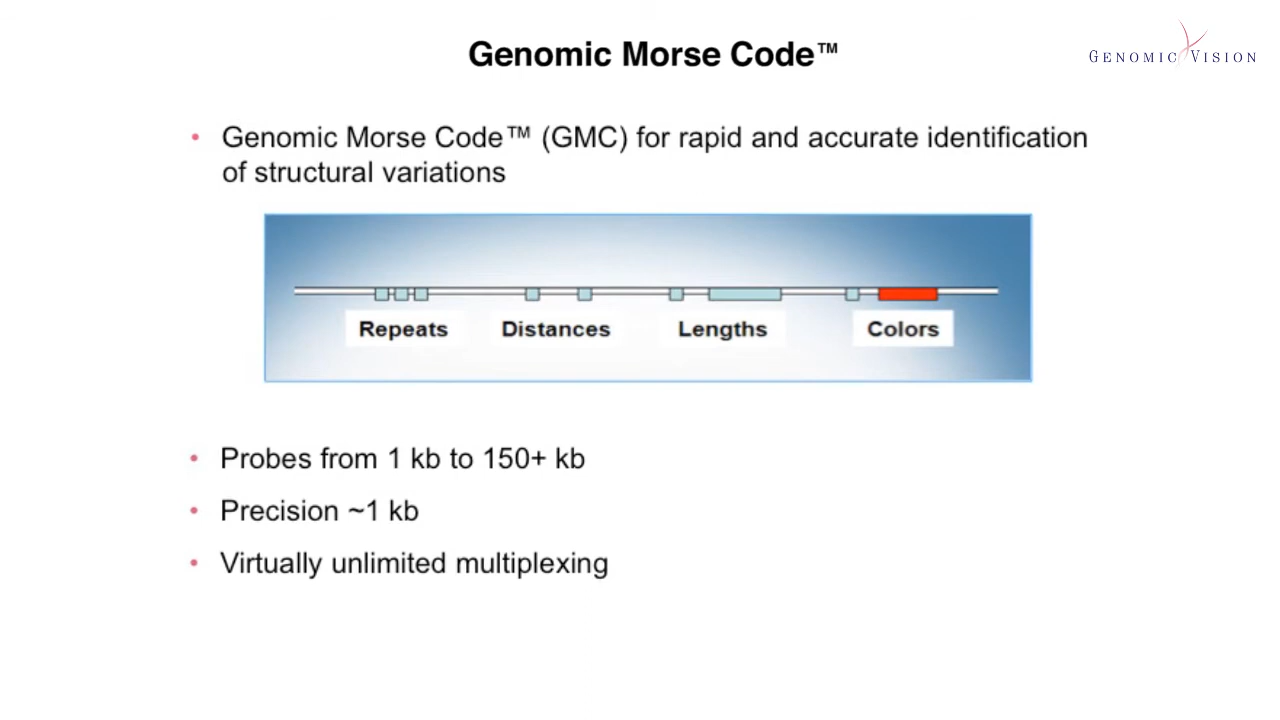 Genomic Morse Code™
GENOMIC VISION
• Genomic Morse Code™ (GMC) for rapid and accurate identification
of structural variations
Repeats Distances Lengths Colors
• Probes from 1 kb to 150+ kb
• Precision ~1 kb
• Virtually unlimited multiplexing